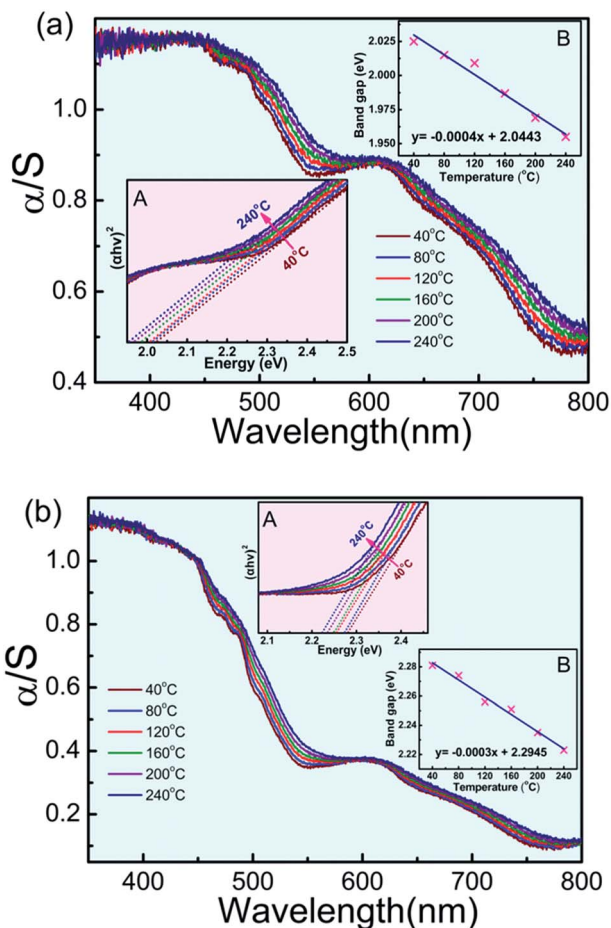 (a)
α/S
1.0
0.8
0.6
0.4
400 500 600 700 800
Wavelength(nm)
A
(αhv)²
240°C
40°C
2.0 2.1 2.2 2.3 2.4 2.5
Energy (eV)
B
Band gap (eV)
2.025
2.000
1.975
1.950
y= -0.0004x + 2.0443
40 80 120 160 200 240
Temperature (°C)
40°C
80°C
120°C
160°C
200°C
240°C
(b)
α/S
1.0
0.8
0.6
0.4
0.2
400 500 600 700 800
Wavelength(nm)
A
(αhv)²
240°C
40°C
2.1 2.2 2.3 2.4
Energy (eV)
B
Band gap (eV)
2.28
2.26
2.24
2.22
y= -0.0003x + 2.2945
40 80 120 160 200 240
Temperature (°C)
40°C
80°C
120°C
160°C
200°C
240°C